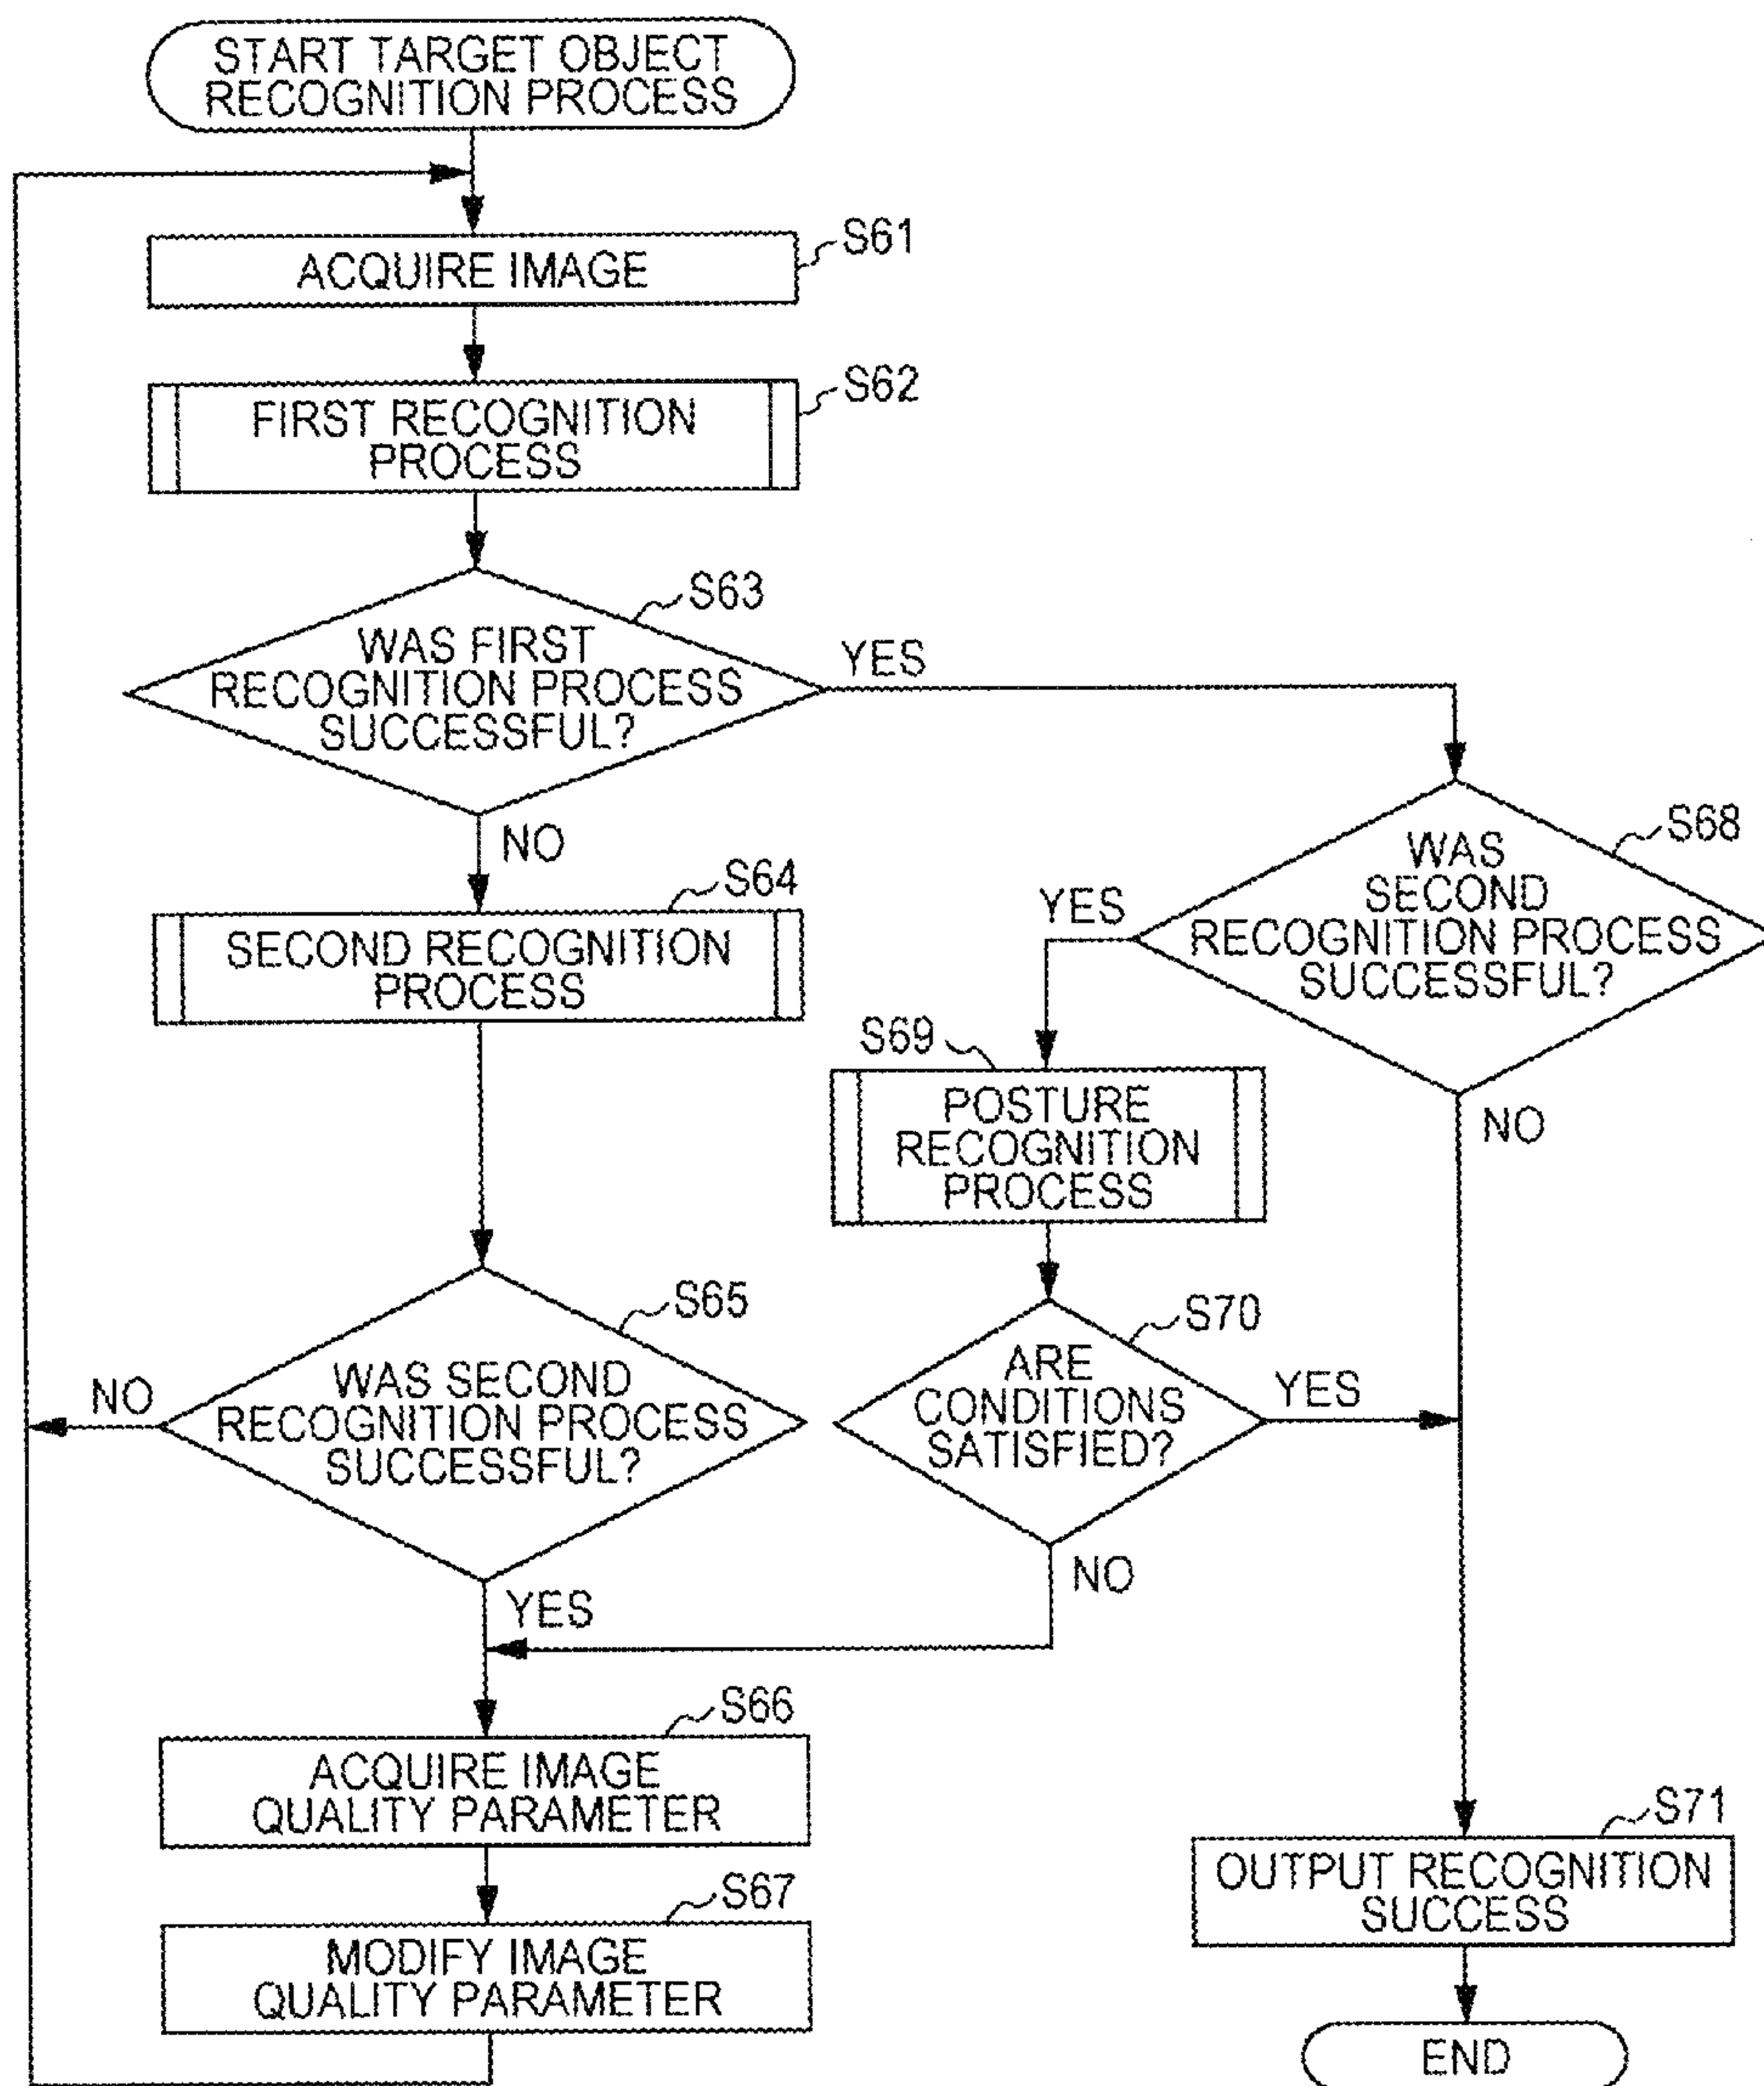 START TARGET OBJECT
RECOGNITION PROCESS
S61
ACQUIRE IMAGE
S62
FIRST RECOGNITION
PROCESS
S63
WAS FIRST
RECOGNITION PROCESS
SUCCESSFUL?
YES
NO
S64
SECOND RECOGNITION
PROCESS
S65
WAS SECOND
RECOGNITION PROCESS
SUCCESSFUL?
NO
YES
S66
ACQUIRE IMAGE
QUALITY PARAMETER
S67
MODIFY IMAGE
QUALITY PARAMETER
S68
WAS
SECOND
RECOGNITION PROCESS
SUCCESSFUL?
YES
NO
S69
POSTURE
RECOGNITION
PROCESS
S70
ARE
CONDITIONS
SATISFIED?
YES
NO
S71
OUTPUT RECOGNITION
SUCCESS
END